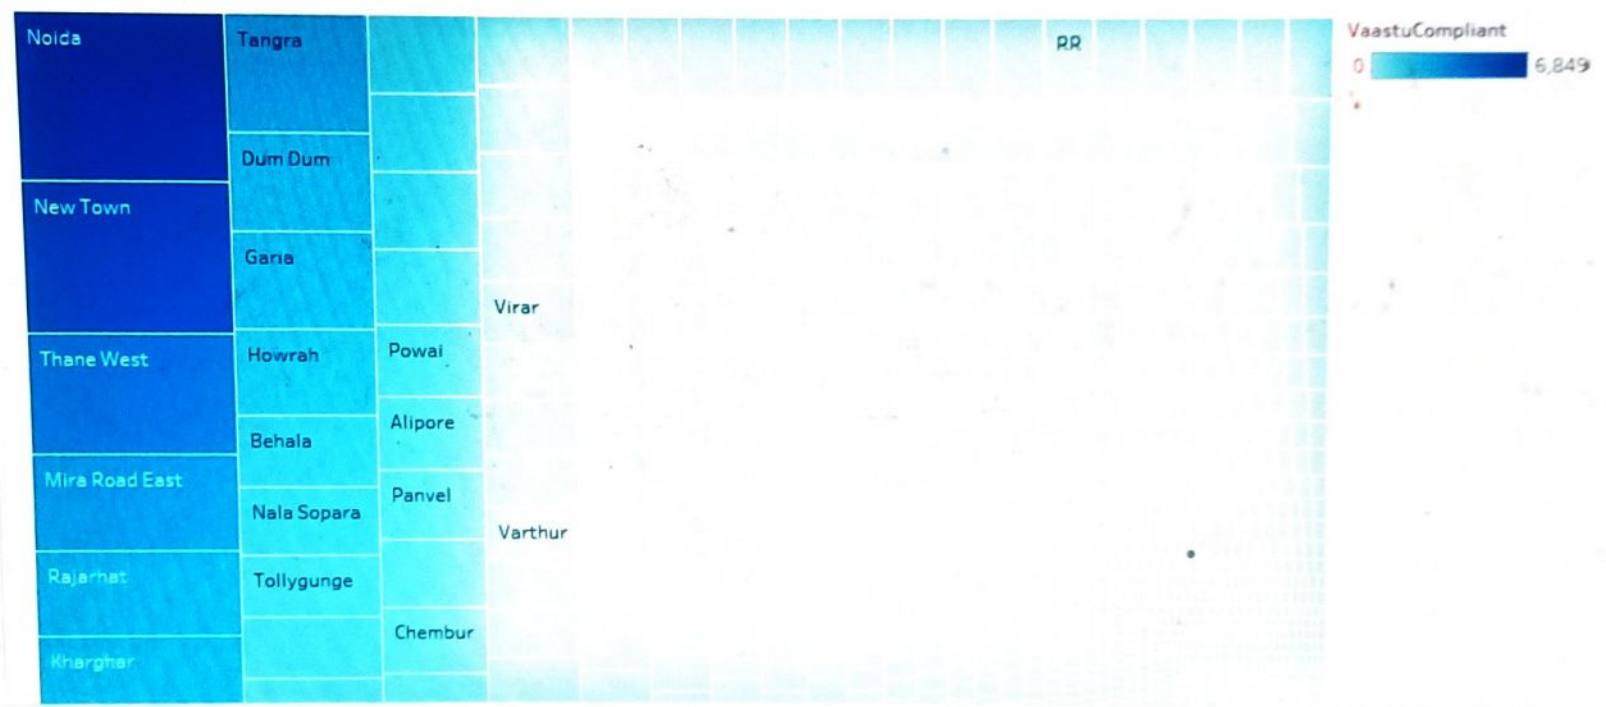 Noida
New Town
Thane West
Mira Road East
Rajarhat
Kharghar
Tangra
Dum Dum
Garia
Howrah
Behala
Nala Sopara
Tollygunge
Powai
Alipore
Panvel
Chembur
Virar
Varthur
RR
VaastuCompliant
0
6,849